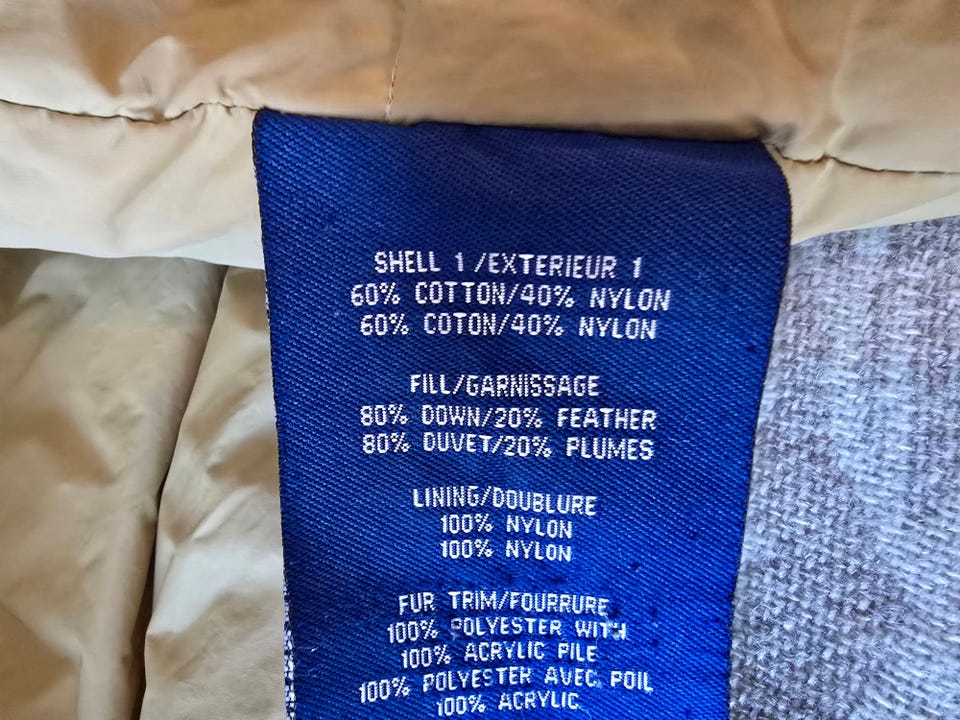 SHELL 1/EXTERIEUR 1
60% COTTON/40% NYLON
60% COTON/40% NYLON
FILL/GARNISSAGE
80% DOWN/20% FEATHER
80% DUVET/20% PLUMES
LINING/DOUBLURE
100% NYLON
100% NYLON
FUR TRIM/FOURRURE
100% POLYESTER WITH
100% ACRYLIC PILE
100% POLYESTER AVEC POIL
100% ACRYLIC